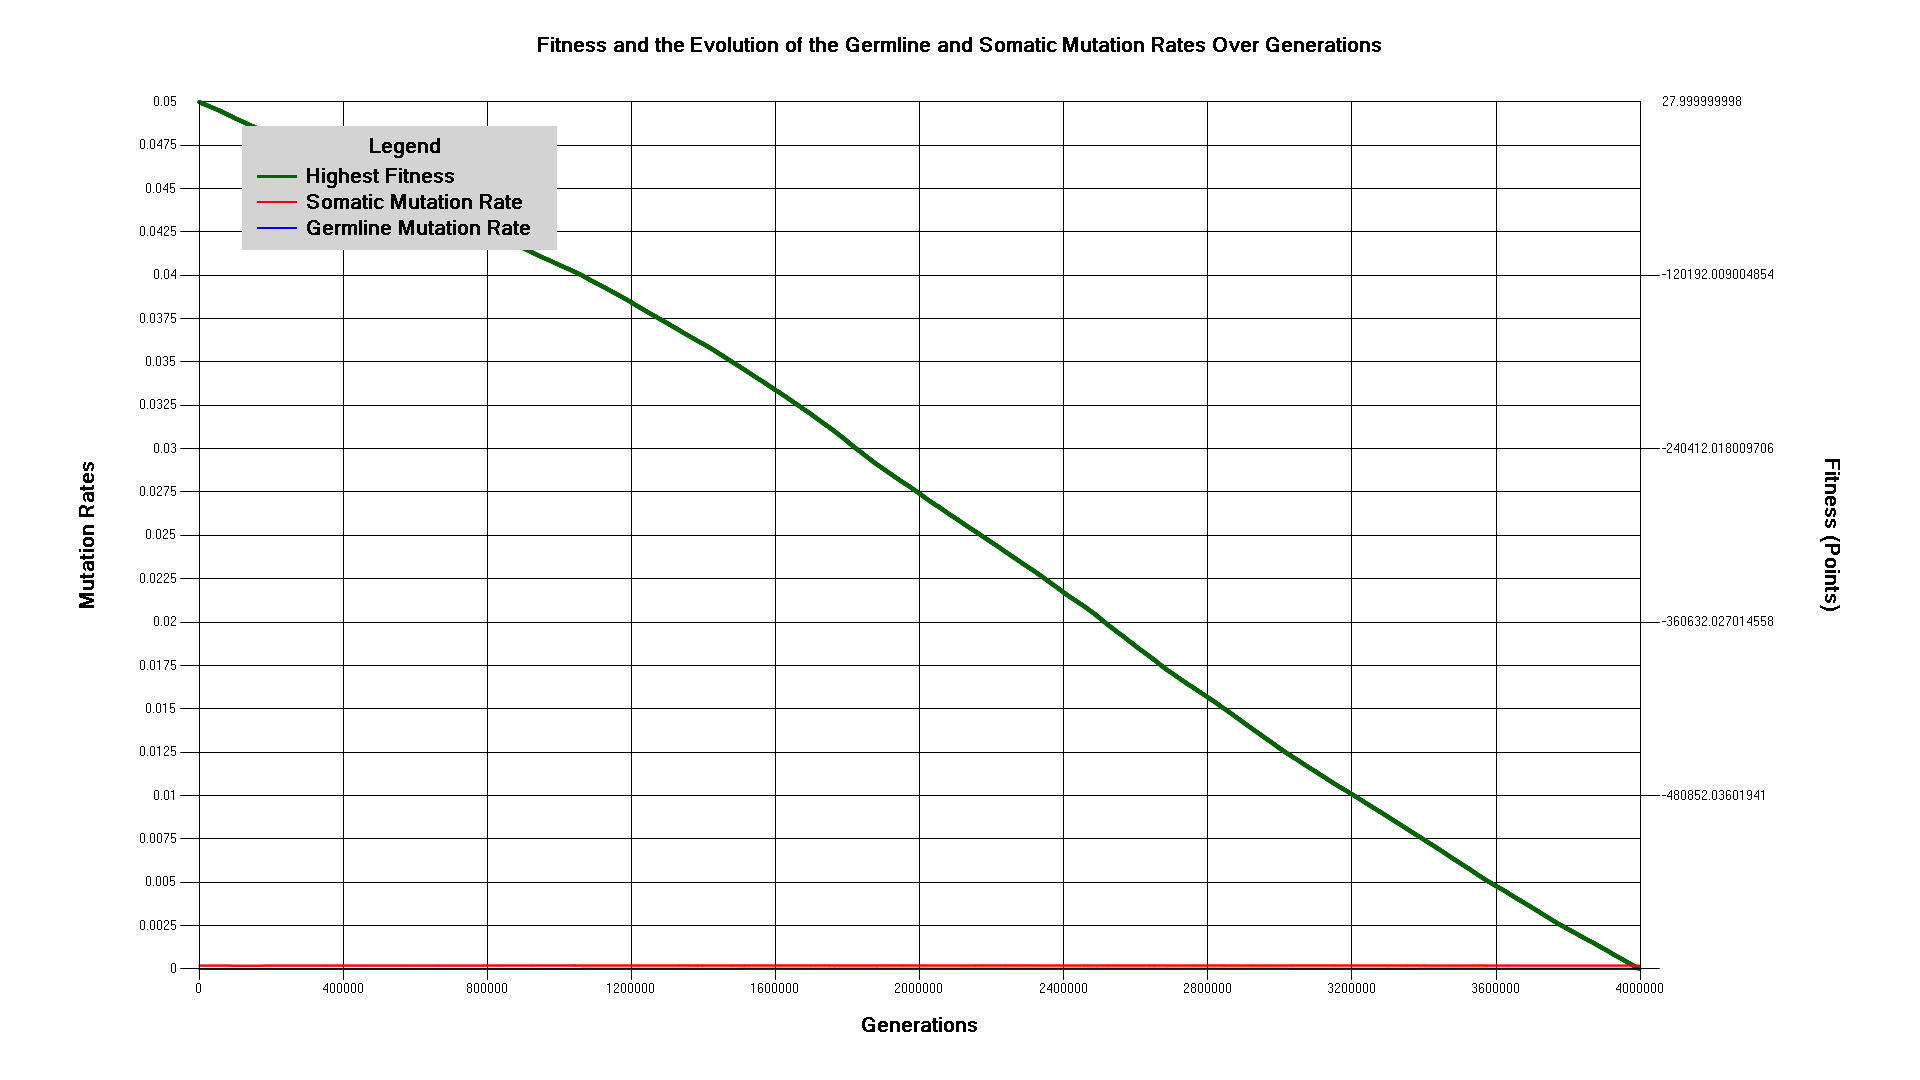 Fitness and the Evolution of the Germline and Somatic Mutation Rates Over Generations
Legend
Highest Fitness
Somatic Mutation Rate
Germline Mutation Rate
Mutation Rates
0.05
0.0475
0.045
0.0425
0.04
0.0375
0.035
0.0325
0.03
0.0275
0.025
0.0225
0.02
0.0175
0.015
0.0125
0.01
0.0075
0.005
0.0025
0
27.999999998
-120192.009004854
-240412.018009706
-360632.027014558
-480852.03601941
Fitness (Points)
0 400000 800000 1200000 1600000 2000000 2400000 2800000 3200000 3600000 4000000
Generations